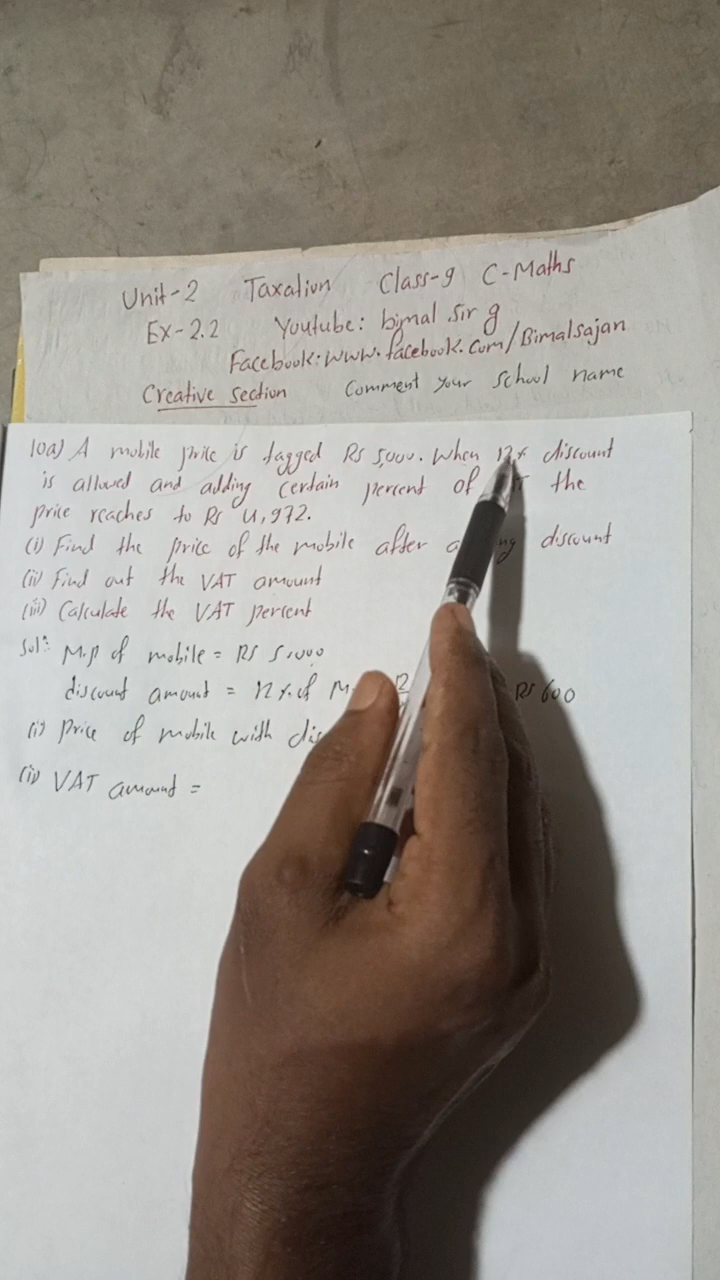 Unit-2 Taxation Class-9 C-Maths
Ex-2.2 Youtube: bimal sir g
Facebook: www.facebook.com/Bimalsajan
Creative section Comment your school name
10a) A mobile price is tagged Rs 5,000. When 12% discount
is allowed and adding certain percent of the
price reaches to Rs 4,972.
(i) Find the price of the mobile after discount
(ii) Find out the VAT amount
(iii) Calculate the VAT percent
Solⁿ: M.p of mobile = RS 5,000
discount amount = 12% of M 12 RS 600
(i) Price of mobile with
(ii) VAT amount =